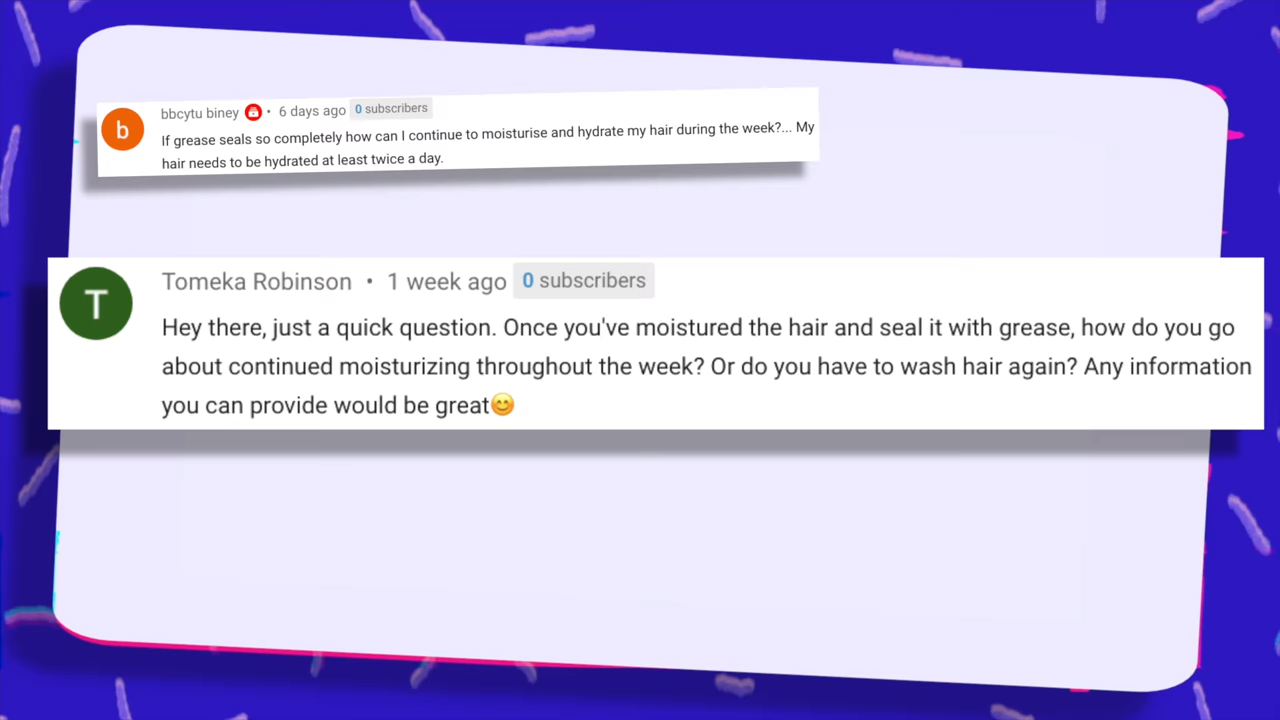 b
bbcytu biney • 6 days ago 0 subscribers
If grease seals so completely how can I continue to moisturise and hydrate my hair during the week?... My
hair needs to be hydrated at least twice a day.
T
Tomeka Robinson • 1 week ago 0 subscribers
Hey there, just a quick question. Once you've moistured the hair and seal it with grease, how do you go
about continued moisturizing throughout the week? Or do you have to wash hair again? Any information
you can provide would be great😊